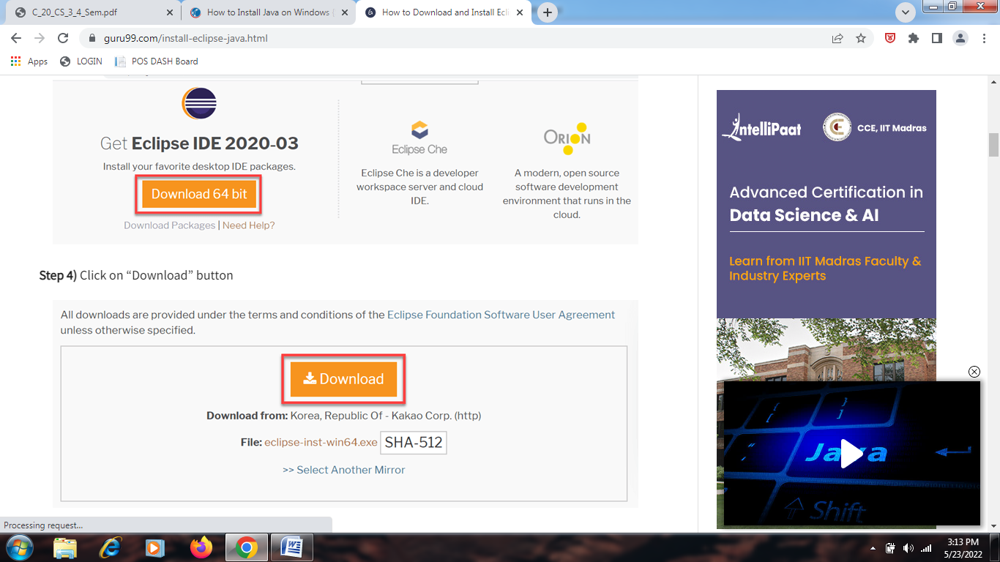 C_20_CS_3_4_Sem.pdf
How to Install Java on Windows
How to Download and Install Ecli
guru99.com/install-eclipse-java.html
Apps
LOGIN
POS DASH Board
Get Eclipse IDE 2020-03
Install your favorite desktop IDE packages.
Download 64 bit
Download Packages | Need Help?
Eclipse Che
Eclipse Che is a developer
workspace server and cloud
IDE.
ORION
A modern, open source
software development
environment that runs in the
cloud.
Step 4) Click on “Download” button
All downloads are provided under the terms and conditions of the Eclipse Foundation Software User Agreement
unless otherwise specified.
Download
Download from: Korea, Republic Of - Kakao Corp. (http)
File: eclipse-inst-win64.exe SHA-512
>> Select Another Mirror
IntelliPaat
CCE, IIT Madras
Advanced Certification in
Data Science & AI
Learn from IIT Madras Faculty &
Industry Experts
{
[
}
]
"
,
Java
Shift
Processing request...
3:13 PM
5/23/2022